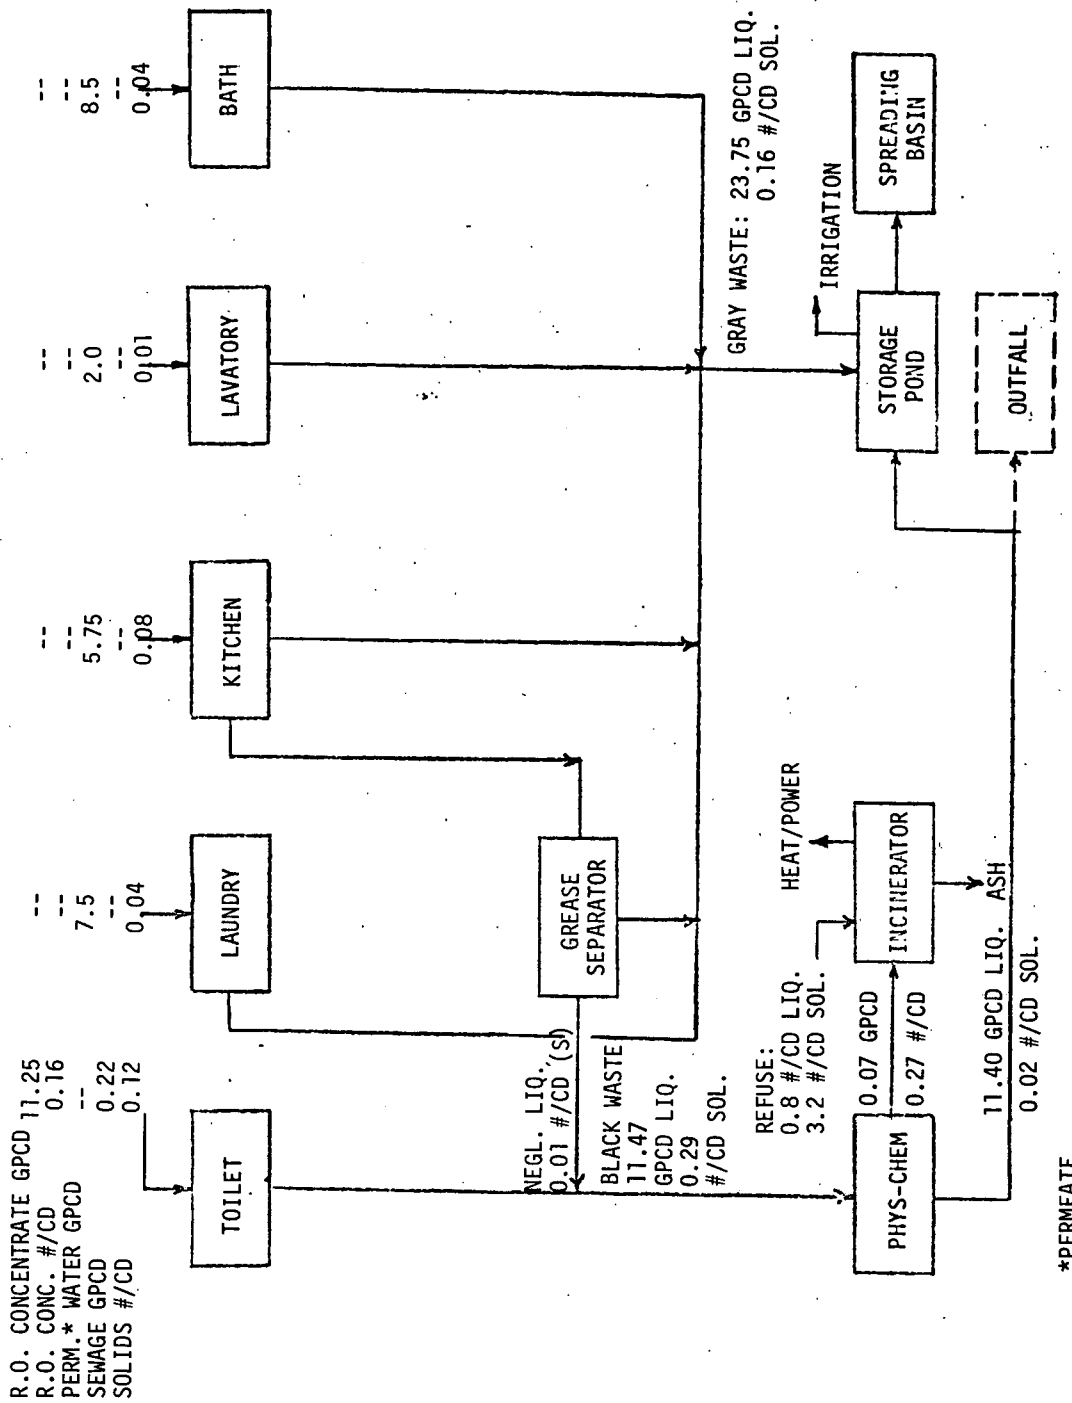 R.O. CONCENTRATE GPCD 11.25
R.O. CONC. #/CD 0.16
PERM.* WATER GPCD --
SEWAGE GPCD 0.22
SOLIDS #/CD 0.12
--
--
7.5
--
0.04
--
--
5.75
--
0.08
--
--
2.0
--
0.01
--
--
8.5
--
0.04
TOILET
LAUNDRY
KITCHEN
LAVATORY
BATH
NEGL. LIQ.
0.01 #/CD (S)
GREASE
SEPARATOR
BLACK WASTE
11.47
GPCD LIQ.
0.29
#/CD SOL.
GRAY WASTE: 23.75 GPCD LIQ.
0.16 #/CD SOL.
REFUSE:
0.8 #/CD LIQ.
3.2 #/CD SOL.
HEAT/POWER
IRRIGATION
PHYS-CHEM
0.07 GPCD
0.27 #/CD
INCINERATOR
STORAGE
POND
SPREADING
BASIN
ASH
11.40 GPCD LIQ.
0.02 #/CD SOL.
OUTFALL
*PERMEATE